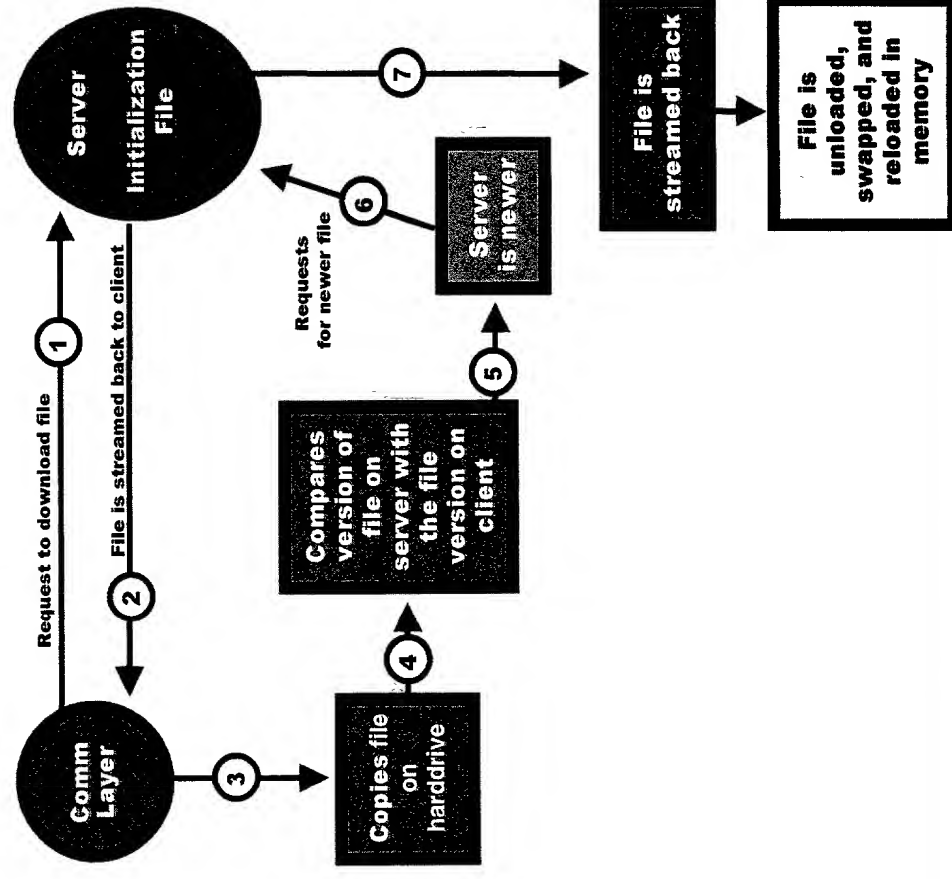 Comm
Layer
Request to download file
1
Server
Initialization
File
2
File is streamed back to client
3
Copies file
on
harddrive
4
Compares
version of
file on
server with
the file
version on
client
5
Server
is newer
Requests
for newer file
6
7
File is
streamed back
File is
unloaded,
swapped, and
reloaded in
memory